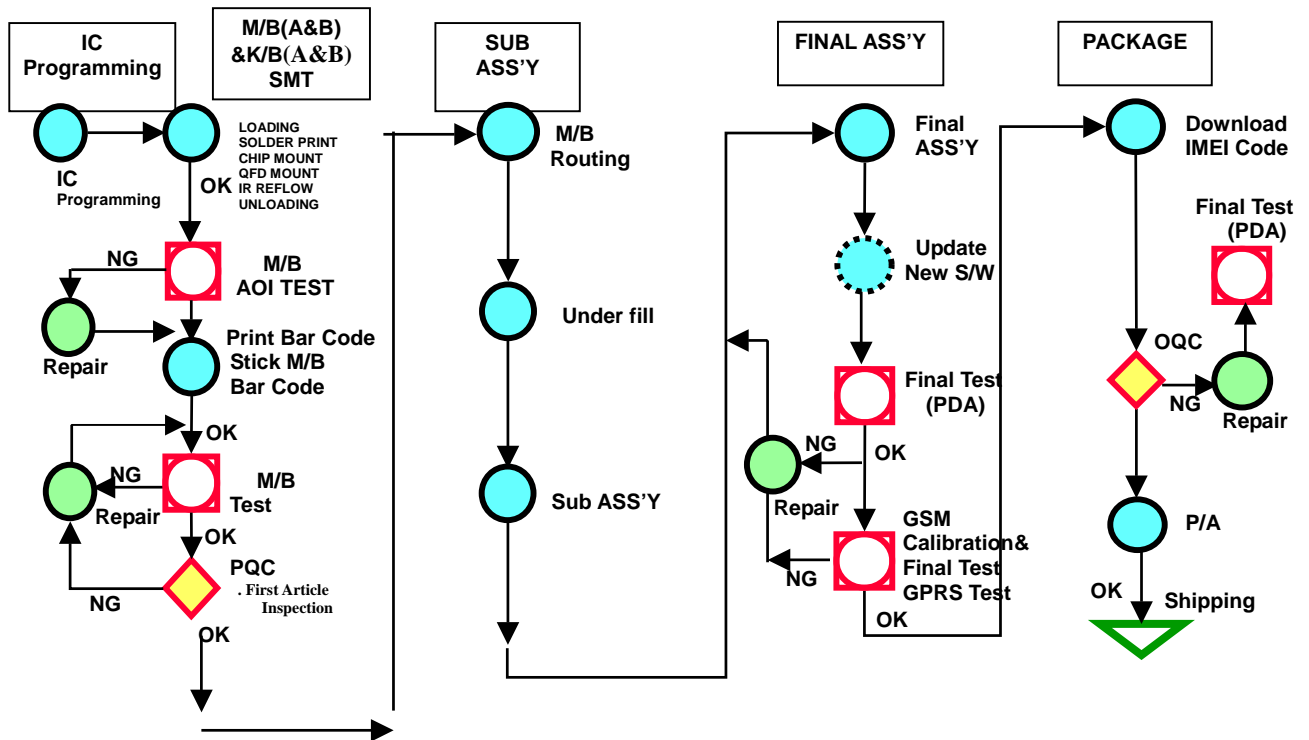 IC
Programming
M/B(A&B)
&K/B(A&B)
SMT
SUB
ASS'Y
FINAL ASS'Y
PACKAGE
IC
Programming
LOADING
SOLDER PRINT
CHIP MOUNT
QFD MOUNT
IR REFLOW
UNLOADING
OK
NG
M/B
AOI TEST
Repair
Print Bar Code
Stick M/B
Bar Code
OK
NG
M/B
Test
Repair
OK
PQC
. First Article
Inspection
NG
OK
M/B
Routing
Under fill
Sub ASS'Y
Final
ASS'Y
Update
New S/W
Final Test
(PDA)
NG
OK
Repair
GSM
Calibration&
Final Test
GPRS Test
NG
OK
Download
IMEI Code
Final Test
(PDA)
OQC
NG
Repair
P/A
OK
Shipping